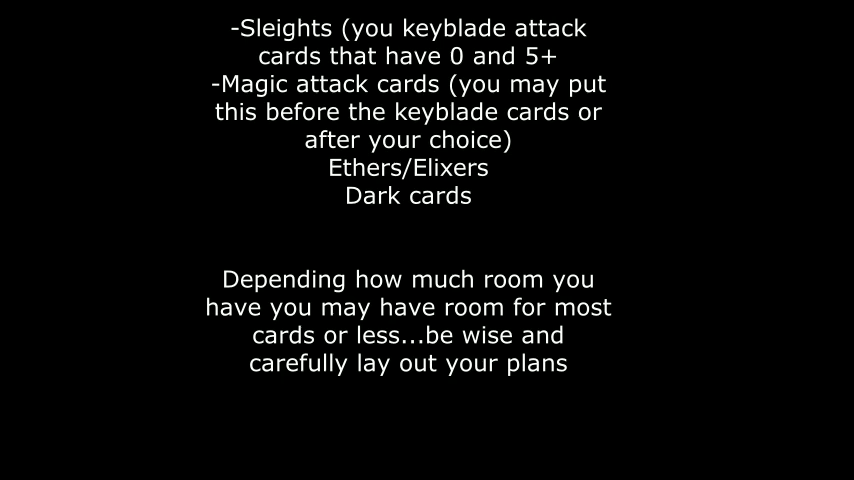 -Sleights (you keyblade attack
cards that have 0 and 5+
-Magic attack cards (you may put
this before the keyblade cards or
after your choice)
Ethers/Elixers
Dark cards
Depending how much room you
have you may have room for most
cards or less...be wise and
carefully lay out your plans